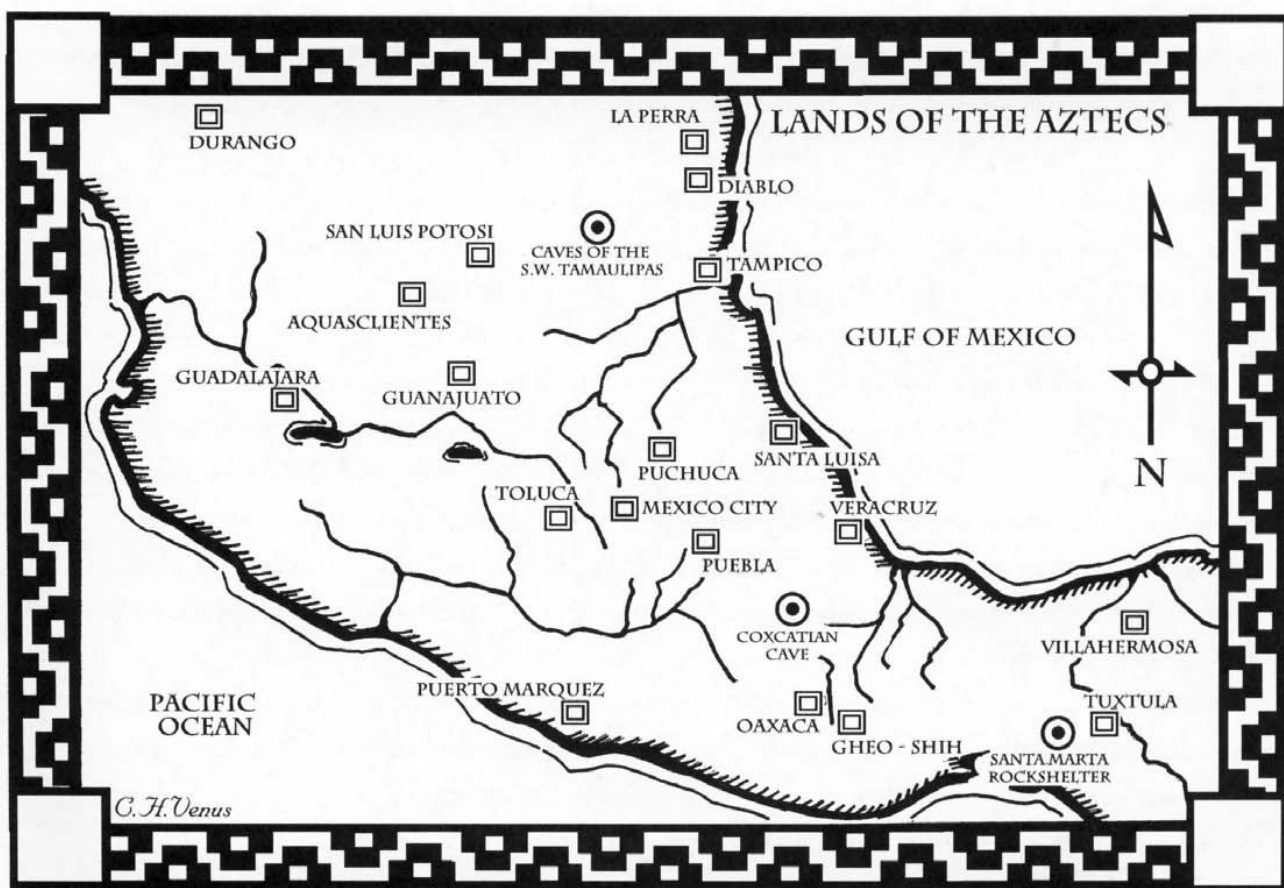 LANDS OF THE AZTECS
DURANGO
LA PERRA
DIABLO
SAN LUIS POTOSI
CAVES OF THE
S.W. TAMAULIPAS
TAMPICO
AQUASCLIENTES
GULF OF MEXICO
GUADALAJARA
GUANAJUATO
PUCHUCA
SANTA LUISA
N
TOLUCA
MEXICO CITY
VERACRUZ
PUEBLA
COXCATIAN
CAVE
VILLAHERMOSA
PACIFIC
OCEAN
PUERTO MARQUEZ
OAXACA
GHEO - SHIH
TUXTULA
SANTA MARTA
ROCKSHELTER
C.H.Venus